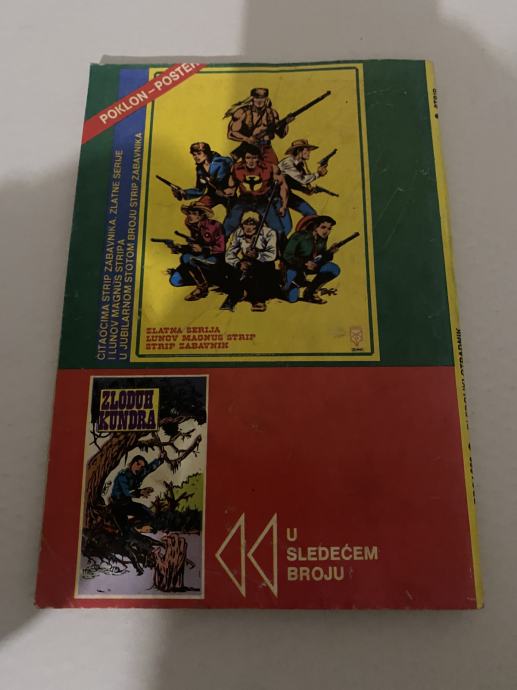 POKLON – POSTER
ČITAOCIMA STRIP ZABAVNIKA, ZLATNE SERIJE
I LUNOV MAGNUS STRIPA
U JUBILARNOM STOTOM BROJU STRIP ZABAVNIKA
ZLATNA SERIJA
LUNOV MAGNUS STRIP
STRIP ZABAVNIK
ZLODUH
KUNDRA
U
SLEDEĆEM
BROJU